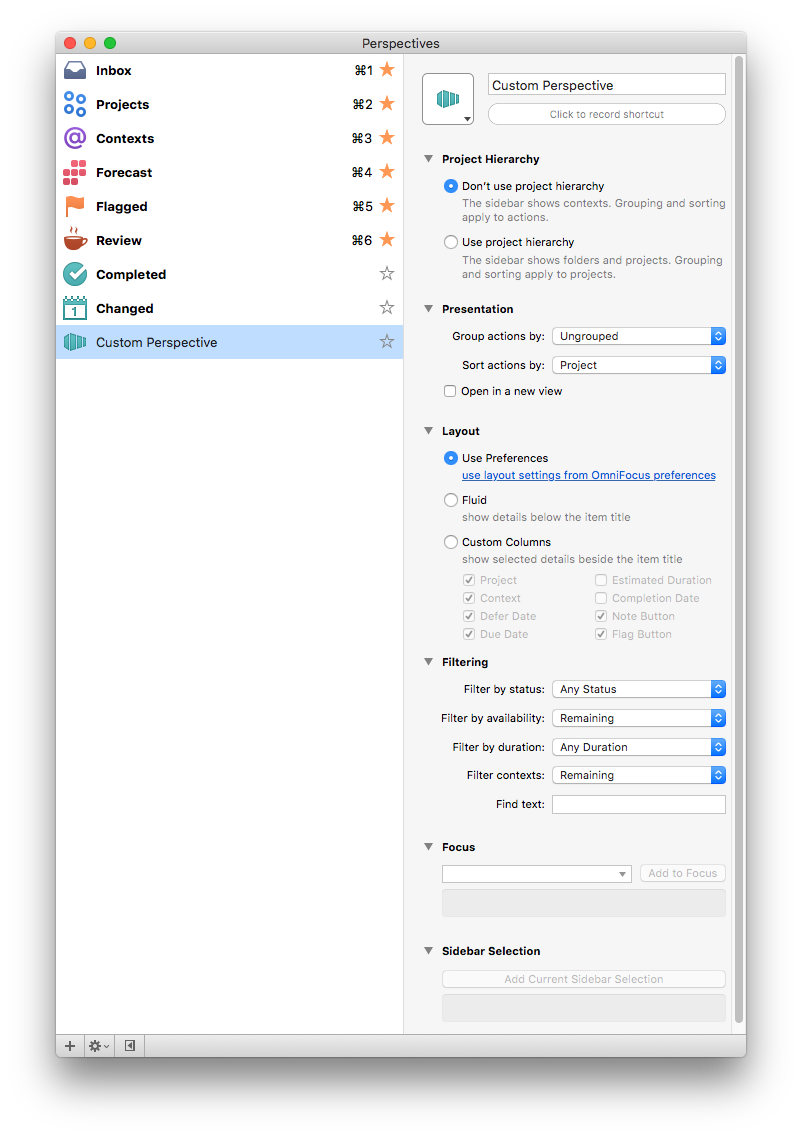 Perspectives
Inbox ⌘1
Projects ⌘2
Contexts ⌘3
Forecast ⌘4
Flagged ⌘5
Review ⌘6
Completed
1 Changed
Custom Perspective
Custom Perspective
Click to record shortcut
Project Hierarchy
Don't use project hierarchy
The sidebar shows contexts. Grouping and sorting
apply to actions.
Use project hierarchy
The sidebar shows folders and projects. Grouping
and sorting apply to projects.
Presentation
Group actions by: Ungrouped
Sort actions by: Project
Open in a new view
Layout
Use Preferences
use layout settings from OmniFocus preferences
Fluid
show details below the item title
Custom Columns
show selected details beside the item title
Project Estimated Duration
Context Completion Date
Defer Date Note Button
Due Date Flag Button
Filtering
Filter by status: Any Status
Filter by availability: Remaining
Filter by duration: Any Duration
Filter contexts: Remaining
Find text:
Focus
Add to Focus
Sidebar Selection
Add Current Sidebar Selection